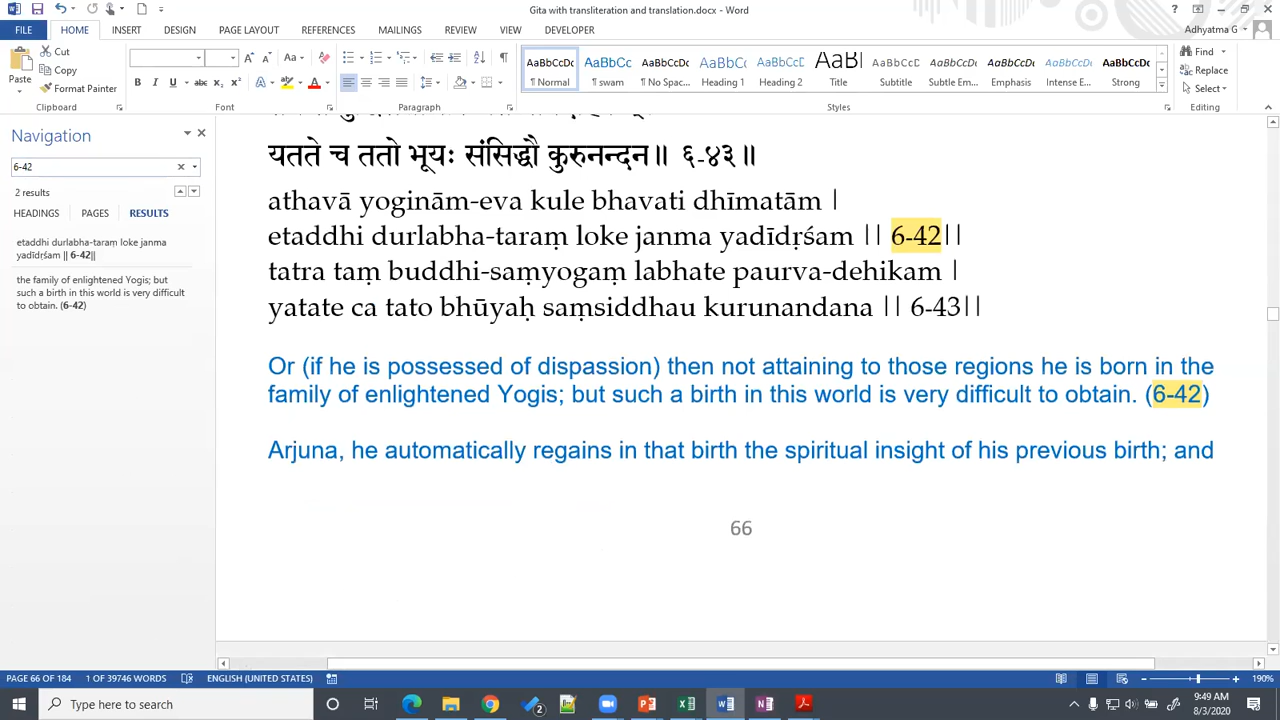 Gita with transliteration and translation.docx - Word
FILE HOME INSERT DESIGN PAGE LAYOUT REFERENCES MAILINGS REVIEW VIEW DEVELOPER
Adhyatma G
Paste
Cut
Copy
Format Painter
Clipboard
Font
Paragraph
AaBbCcDc ¶ Normal
AaBbCc Default
AaBbCcDc ¶ No Spac...
AaBbCc Heading 1
AaBbCcD Heading 2
Title
AaBbCcDc Subtitle
AaBbCcDc Subtle Em...
AaBbCcDc Emphasis
AaBbCcDc Intense E...
AaBbCcDc Strong
Styles
Find
Replace
Select
Editing
Navigation
6-42
2 results
HEADINGS PAGES RESULTS
etaddhi durlabha-taraṃ loke janma
yadīdṛśam || 6-42||
the family of enlightened Yogis; but
such a birth in this world is very difficult
to obtain. (6-42)
यतते च ततो भूयः संसिद्धौ कुरुनन्दन॥ ६-४३॥
athavā yoginām-eva kule bhavati dhīmatām |
etaddhi durlabha-taraṃ loke janma yadīdṛśam || 6-42||
tatra taṃ buddhi-saṃyogaṃ labhate paurva-dehikam |
yatate ca tato bhūyaḥ saṃsiddhau kurunandana || 6-43||
Or (if he is possessed of dispassion) then not attaining to those regions he is born in the
family of enlightened Yogis; but such a birth in this world is very difficult to obtain. (6-42)
Arjuna, he automatically regains in that birth the spiritual insight of his previous birth; and
66
PAGE 66 OF 184 1 OF 39746 WORDS ENGLISH (UNITED STATES) 190%
Type here to search
9:49 AM
8/3/2020